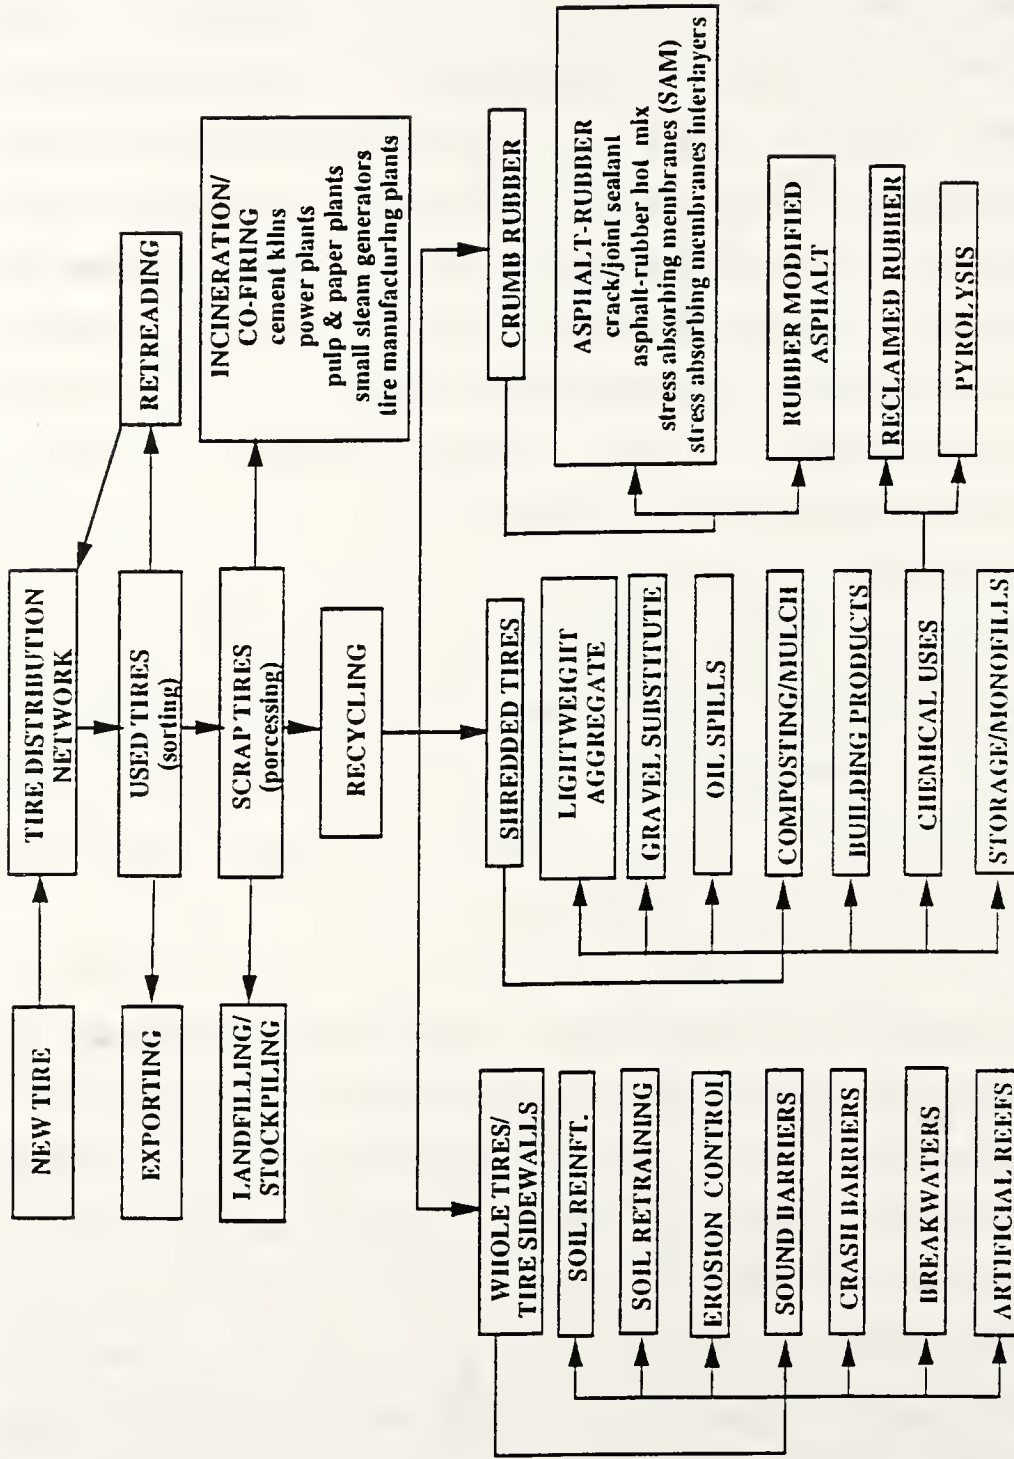 NEW TIRE
TIRE DISTRIBUTION
NETWORK
RETREADING
EXPORTING
USED TIRES
(sorting)
LANDFILLING/
STOCKPILING
SCRAP TIRES
(porcessing)
INCINERATION/
CO-FIRING
cement kilns
power plants
pulp & paper plants
small steam generators
tire manufacturing plants
RECYCLING
WHOLE TIRES/
TIRE SIDEWALLS
SOIL REINFT.
SOIL RETRAINING
EROSION CONTROL
SOUND BARRIERS
CRASH BARRIERS
BREAKWATERS
ARTIFICIAL REEFS
SHREDDED TIRES
LIGHTWEIGHT
AGGREGATE
GRAVEL SUBSTITUTE
OIL SPILLS
COMPOSTING/MULCH
BUILDING PRODUCTS
CHEMICAL USES
STORAGE/MONOFILLS
CRUMB RUBBER
ASPHALT-RUBBER
crack/joint sealant
asphalt-rubber hot mix
stress absorbing membranes (SAM)
stress absorbing membranes interlayers
RUBBER MODIFIED
ASPHALT
RECLAIMED RUBBER
PYROLYSIS